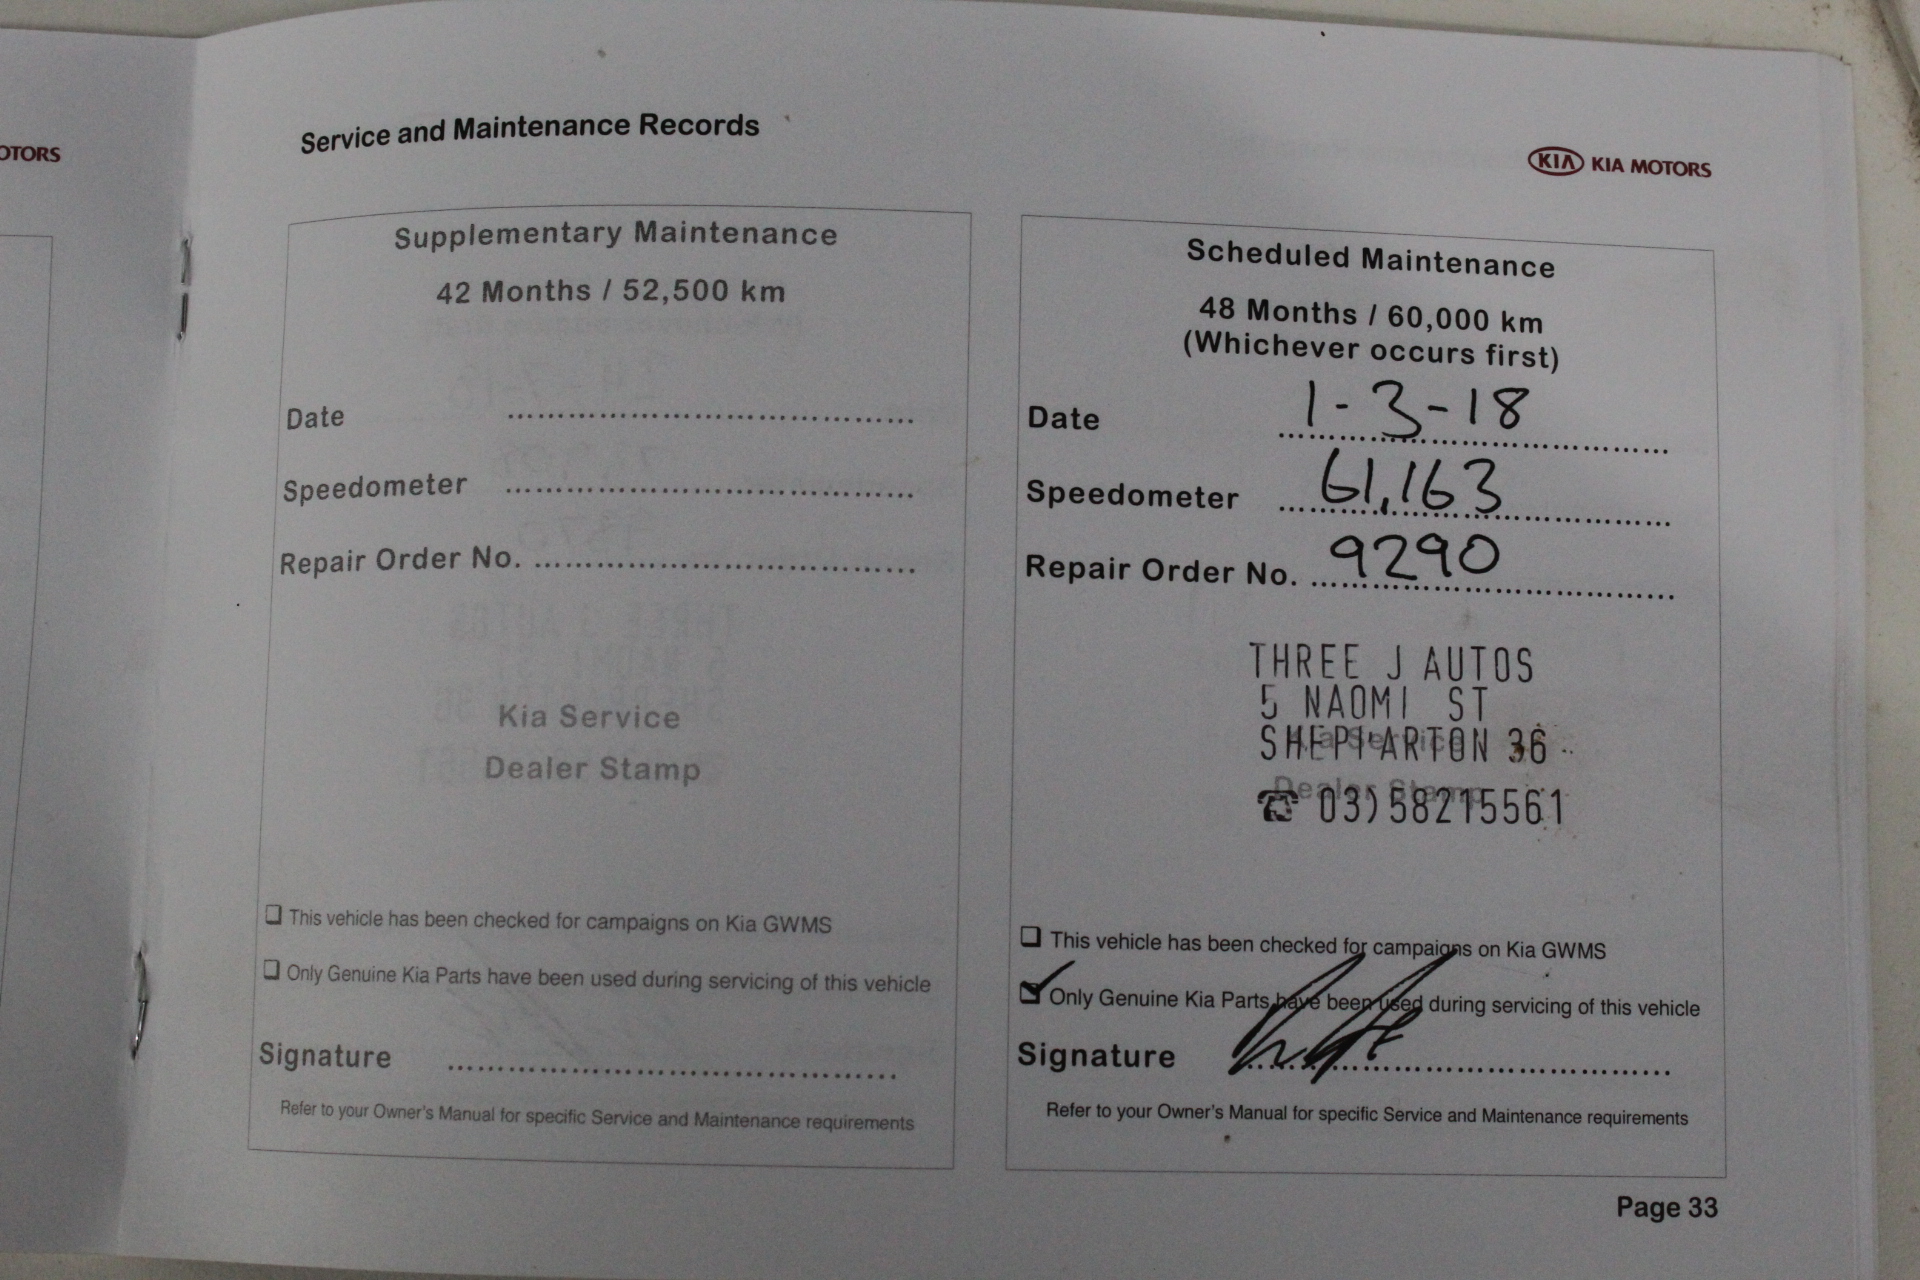 OTORS
Service and Maintenance Records
KIA KIA MOTORS
Supplementary Maintenance
42 Months / 52,500 km
Date
Speedometer
Repair Order No.
Kia Service
Dealer Stamp
❏ This vehicle has been checked for campaigns on Kia GWMS
❏ Only Genuine Kia Parts have been used during servicing of this vehicle
Signature
Refer to your Owner's Manual for specific Service and Maintenance requirements
Scheduled Maintenance
48 Months / 60,000 km
(Whichever occurs first)
Date 1-3-18
Speedometer 61,163
Repair Order No. 9290
THREE J AUTOS
5 NAOMI ST
SHEPPARTON 36
Kia Service
Dealer Stamp
☎ 03)58215561
❏ This vehicle has been checked for campaigns on Kia GWMS
☑ Only Genuine Kia Parts have been used during servicing of this vehicle
Signature
Refer to your Owner's Manual for specific Service and Maintenance requirements
Page 33